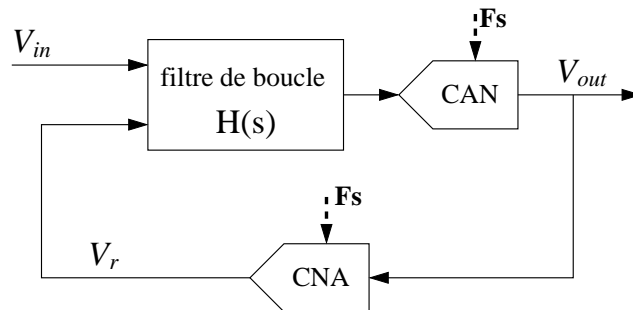 Fs
V_in
filtre de boucle
H(s)
CAN
V_out
Fs
V_r
CNA